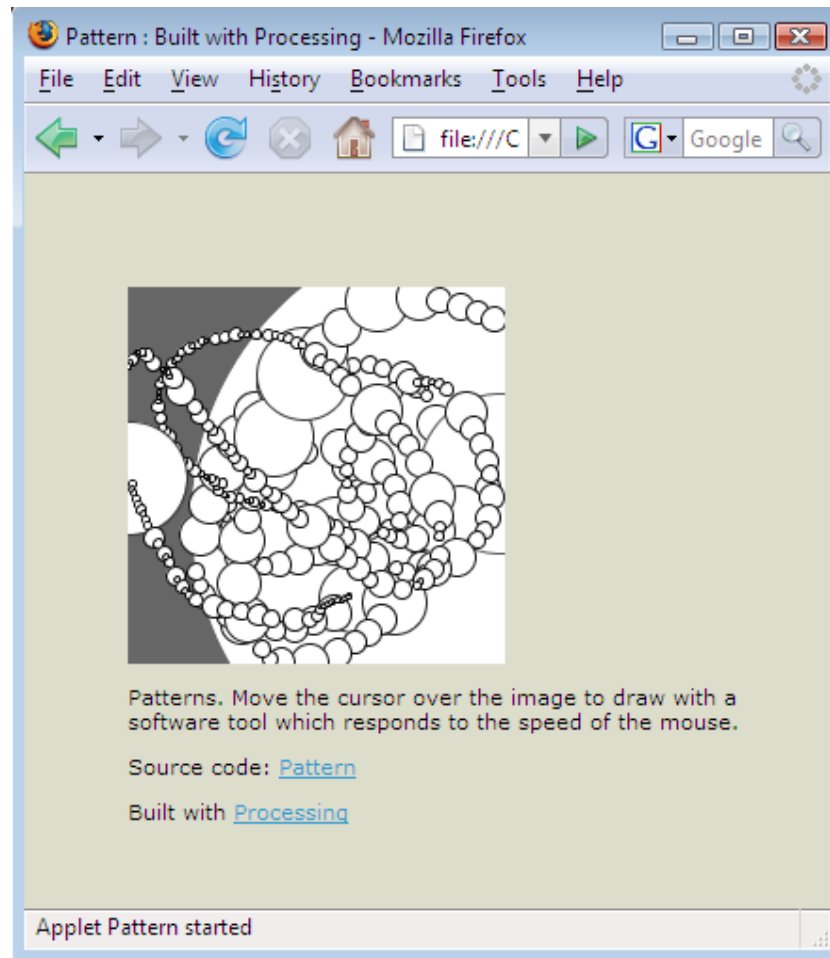 Pattern : Built with Processing - Mozilla Firefox
File Edit View History Bookmarks Tools Help
file:///C G Google
Patterns. Move the cursor over the image to draw with a
software tool which responds to the speed of the mouse.
Source code: Pattern
Built with Processing
Applet Pattern started